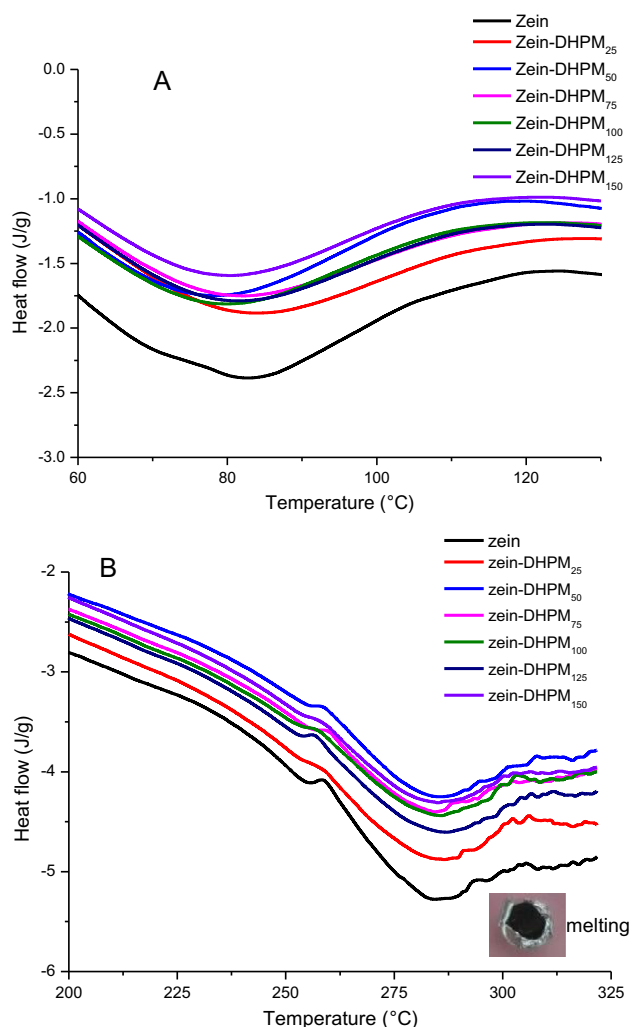 A
Zein
Zein-DHPM25
Zein-DHPM50
Zein-DHPM75
Zein-DHPM100
Zein-DHPM125
Zein-DHPM150
0.0
-0.5
-1.0
-1.5
-2.0
-2.5
-3.0
Heat flow (J/g)
60 80 100 120
Temperature (°C)
B
zein
zein-DHPM25
zein-DHPM50
zein-DHPM75
zein-DHPM100
zein-DHPM125
zein-DHPM150
-2
-3
-4
-5
-6
Heat flow (J/g)
melting
200 225 250 275 300 325
Temperature (°C)